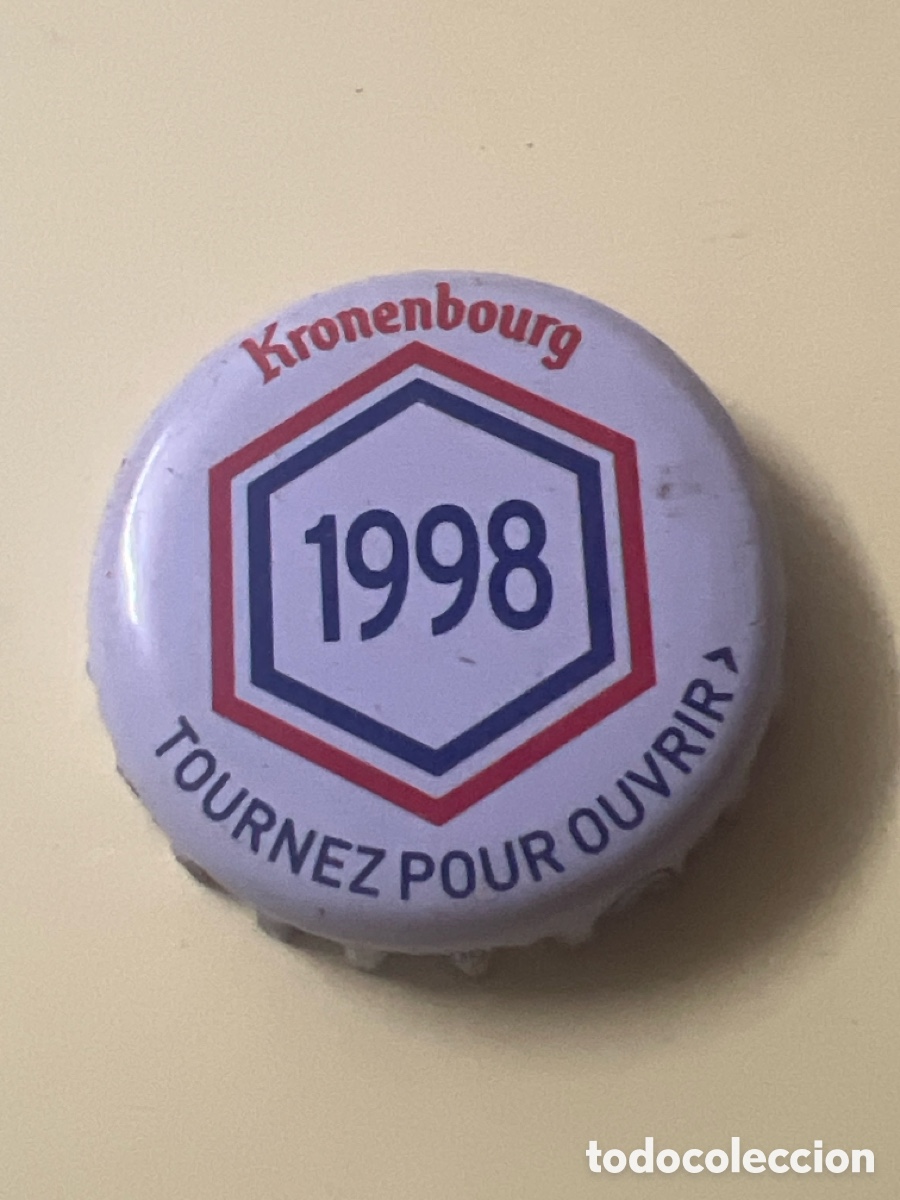 Kronenbourg
1998
TOURNEZ POUR OUVRIR >
todocoleccion